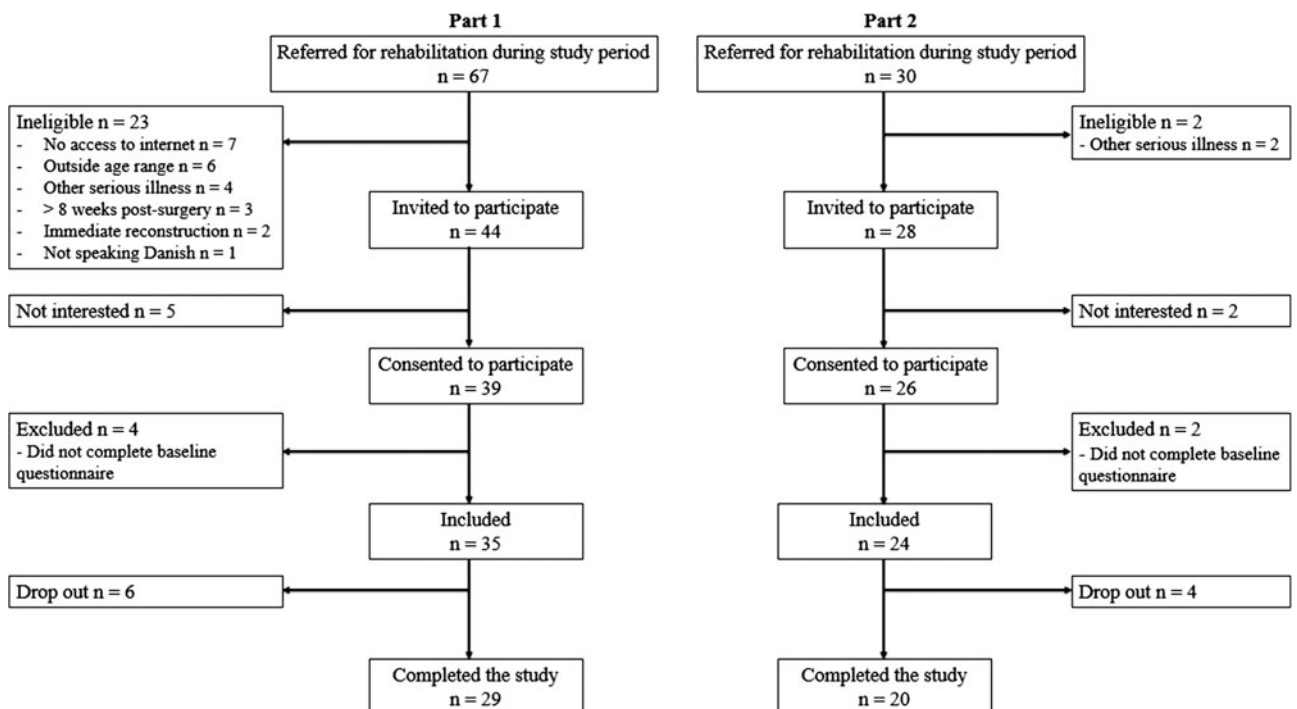 Part 1
Referred for rehabilitation during study period
n = 67
Ineligible n = 23
- No access to internet n = 7
- Outside age range n = 6
- Other serious illness n = 4
- > 8 weeks post-surgery n = 3
- Immediate reconstruction n = 2
- Not speaking Danish n = 1
Invited to participate
n = 44
Not interested n = 5
Consented to participate
n = 39
Excluded n = 4
- Did not complete baseline
questionnaire
Included
n = 35
Drop out n = 6
Completed the study
n = 29
Part 2
Referred for rehabilitation during study period
n = 30
Ineligible n = 2
- Other serious illness n = 2
Invited to participate
n = 28
Not interested n = 2
Consented to participate
n = 26
Excluded n = 2
- Did not complete baseline
questionnaire
Included
n = 24
Drop out n = 4
Completed the study
n = 20